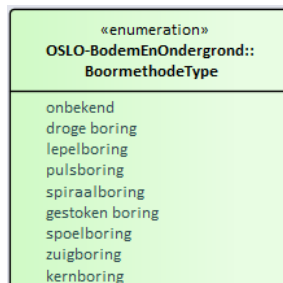 «enumeration»
OSLO-BodemEnOndergrond::
BoormethodeType
onbekend
droge boring
lepelboring
pulsboring
spiraalboring
gestoken boring
spoelboring
zuigboring
kernboring